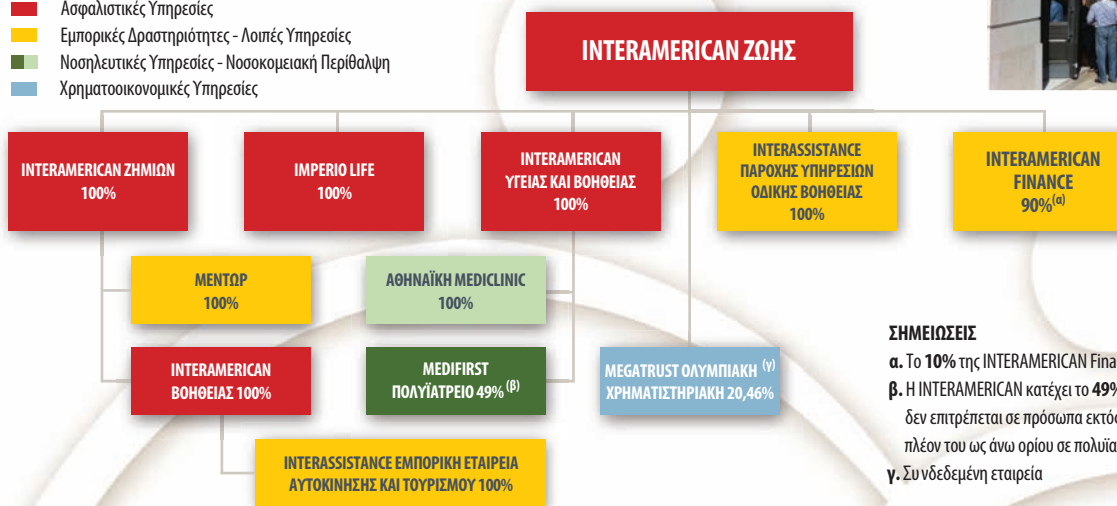 Ασφαλιστικές Υπηρεσίες
Εμπορικές Δραστηριότητες - Λοιπές Υπηρεσίες
Νοσηλευτικές Υπηρεσίες - Νοσοκομειακή Περίθαλψη
Χρηματοοικονομικές Υπηρεσίες
INTERAMERICAN ΖΩΗΣ
INTERAMERICAN ΖΗΜΙΩΝ
100%
IMPERIO LIFE
100%
INTERAMERICAN
ΥΓΕΙΑΣ ΚΑΙ ΒΟΗΘΕΙΑΣ
100%
INTERASSISTANCE
ΠΑΡΟΧΗΣ ΥΠΗΡΕΣΙΩΝ
ΟΔΙΚΗΣ ΒΟΗΘΕΙΑΣ
100%
INTERAMERICAN
FINANCE
90%(α)
ΜΕΝΤΩΡ
100%
ΑΘΗΝΑΪΚΗ MEDICLINIC
100%
INTERAMERICAN
ΒΟΗΘΕΙΑΣ 100%
MEDIFIRST
ΠΟΛΥΪΑΤΡΕΙΟ 49% (β)
MEGATRUST ΟΛΥΜΠΙΑΚΗ (γ)
ΧΡΗΜΑΤΙΣΤΗΡΙΑΚΗ 20,46%
INTERASSISTANCE ΕΜΠΟΡΙΚΗ ΕΤΑΙΡΕΙΑ
ΑΥΤΟΚΙΝΗΣΗΣ ΚΑΙ ΤΟΥΡΙΣΜΟΥ 100%
ΣΗΜΕΙΩΣΕΙΣ
α. Το 10% της INTERAMERICAN Fina
β. Η INTERAMERICAN κατέχει το 49%
δεν επιτρέπεται σε πρόσωπα εκτός
πλέον του ως άνω ορίου σε πολυϊα
γ. Συνδεδεμένη εταιρεία